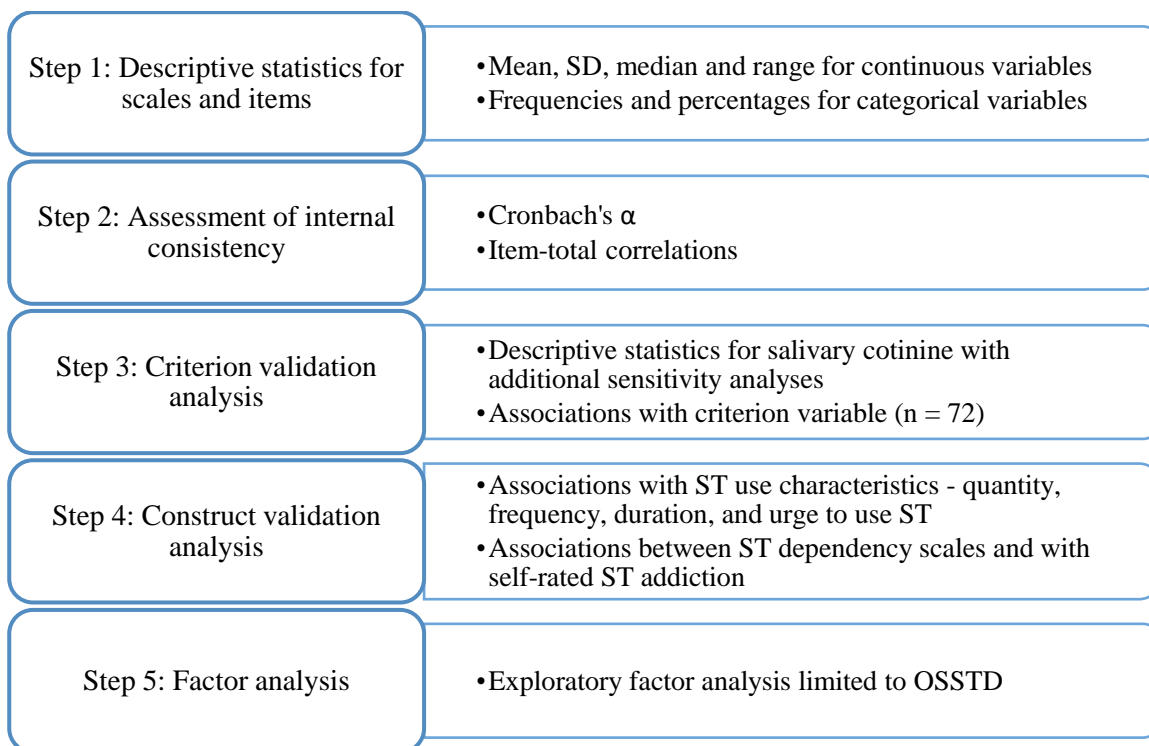 Step 1: Descriptive statistics for
scales and items
•Mean, SD, median and range for continuous variables
•Frequencies and percentages for categorical variables
Step 2: Assessment of internal
consistency
•Cronbach's α
•Item-total correlations
Step 3: Criterion validation
analysis
•Descriptive statistics for salivary cotinine with
additional sensitivity analyses
•Associations with criterion variable (n = 72)
Step 4: Construct validation
analysis
•Associations with ST use characteristics - quantity,
frequency, duration, and urge to use ST
•Associations between ST dependency scales and with
self-rated ST addiction
Step 5: Factor analysis
•Exploratory factor analysis limited to OSSTD